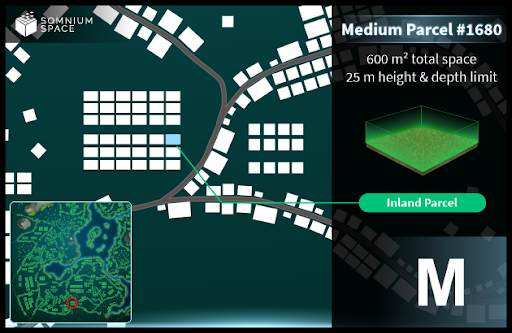 SOMNIUM
SPACE
Medium Parcel #1680
600 m² total space
25 m height & depth limit
Inland Parcel
M